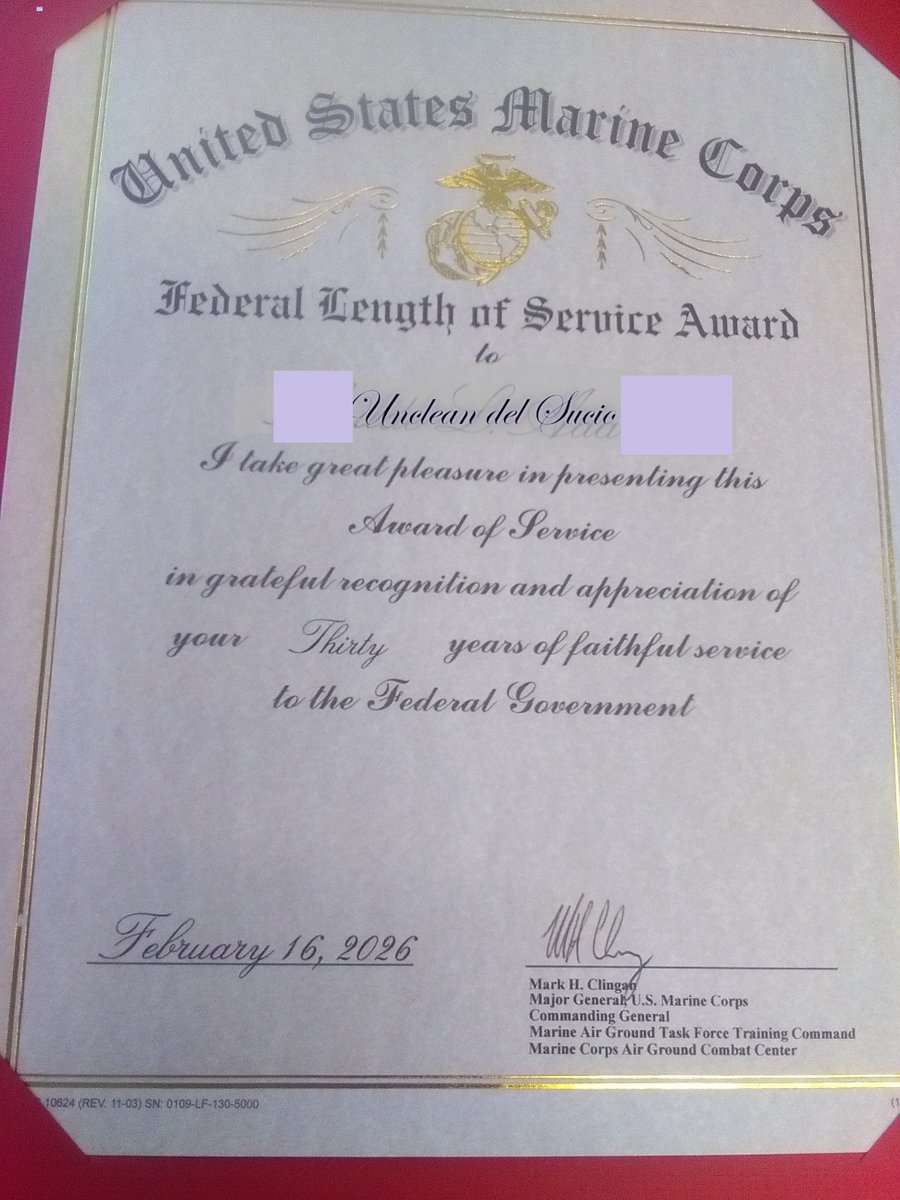 United States Marine Corps
Federal Length of Service Award
to
Unclean del Sucio
I take great pleasure in presenting this
Award of Service
in grateful recognition and appreciation of
your Thirty years of faithful service
to the Federal Government
February 16, 2026
Mark H. Clingan
Major General, U.S. Marine Corps
Commanding General
Marine Air Ground Task Force Training Command
Marine Corps Air Ground Combat Center
10624 (REV. 11-03) SN: 0109-LF-130-5000